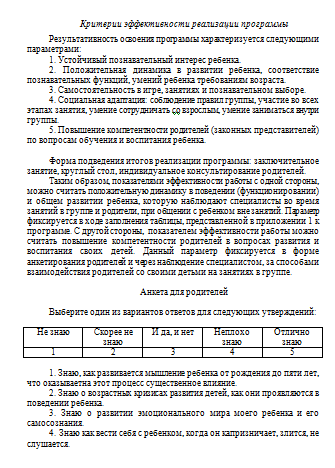 Критерии эффективности реализации программы
Результативность освоения программы характеризуется следующими
параметрами:
1. Устойчивый познавательный интерес ребенка.
2. Положительная динамика в развитии ребенка, соответствие
познавательных функций, умений ребенка требованиям возраста.
3. Самостоятельность в игре, занятиях и познавательном выборе.
4. Социальная адаптация: соблюдение правил группы, участие во всех
этапах занятия, умение сотрудничать со взрослым, умение заниматься внутри
группы.
5. Повышение компетентности родителей (законных представителей)
по вопросам обучения и воспитания ребенка.
Форма подведения итогов реализации программы: заключительное
занятие, круглый стол, индивидуальное консультирование родителей.
Таким образом, показателями эффективности работы с одной стороны,
можно считать положительную динамику в поведении (функционировании)
и общем развитии ребенка, которую наблюдают специалисты во время
занятий в группе и родители, при общении с ребенком вне занятий. Параметр
фиксируется в ходе заполнения таблицы, представленной в приложении 1 к
программе. С другой стороны, показателем эффективности работы можно
считать повышение компетентности родителей в вопросах развития и
воспитания своих детей. Данный параметр фиксируется в форме
анкетирования родителей и через наблюдение специалистом, за способами
взаимодействия родителей со своими детьми на занятиях в группе.
Анкета для родителей
Выберите один из вариантов ответов для следующих утверждений:
Не знаю Скорее не знаю И да, и нет Неплохо знаю Отлично знаю
1 2 3 4 5
1. Знаю, как развивается мышление ребенка от рождения до пяти лет,
что оказываетна этот процесс существенное влияние.
2. Знаю о возрастных кризисах развития детей, как они проявляются в
поведении ребенка.
3. Знаю о развитии эмоционального мира моего ребенка и его
самосознания.
4. Знаю как вести себя с ребенком, когда он капризничает, злится, не
слушается.